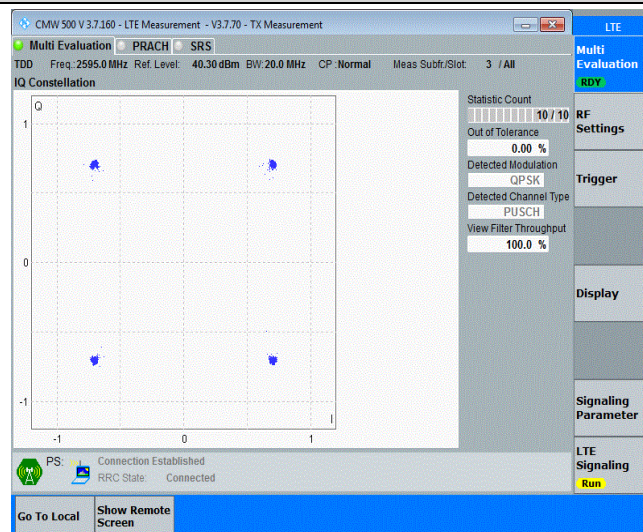 CMW 500 V 3.7.160 - LTE Measurement - V3.7.70 - TX Measurement
LTE
Multi Evaluation PRACH SRS
Multi
Evaluation
RDY
TDD Freq.: 2595.0 MHz Ref. Level: 40.30 dBm BW: 20.0 MHz CP : Normal Meas Subfr./Slot: 3 / All
IQ Constellation
Q
1
0
-1
-1
0
1
I
Statistic Count
10 / 10
Out of Tolerance
0.00 %
Detected Modulation
QPSK
Detected Channel Type
PUSCH
View Filter Throughput
100.0 %
RF
Settings
Trigger
Display
Signaling
Parameter
LTE
Signaling
Run
PS: Connection Established
RRC State: Connected
Go To Local
Show Remote
Screen